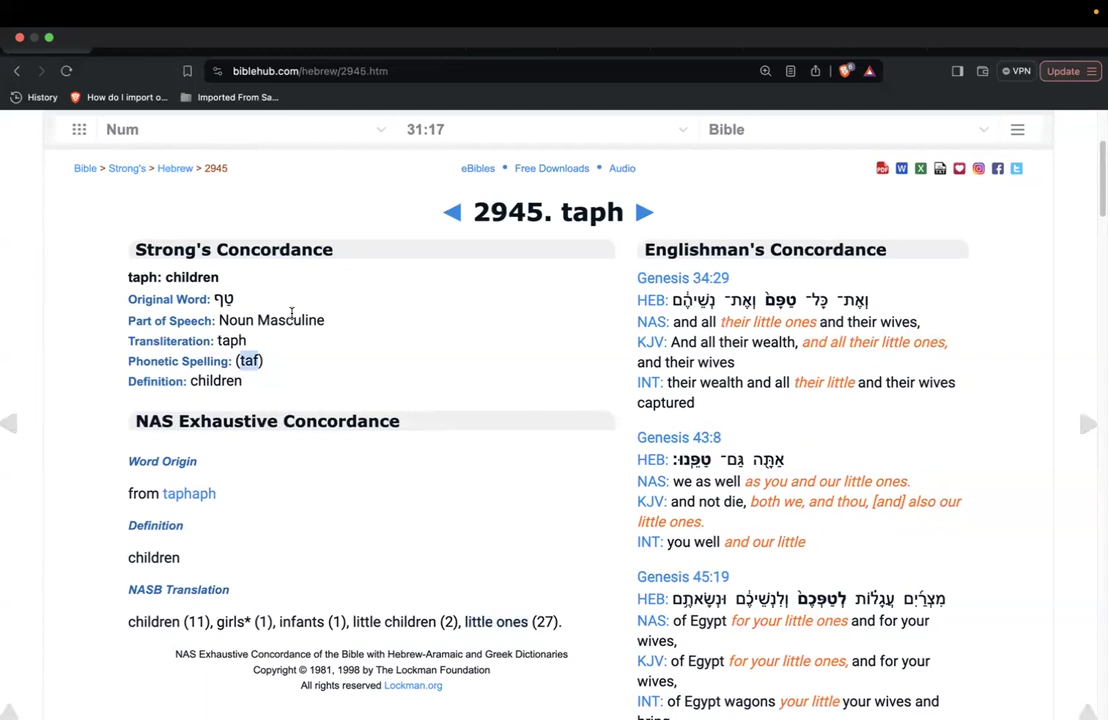 biblehub.com/hebrew/2945.htm
6
VPN
Update
History
How do I import o...
Imported From Sa...
Num
31:17
Bible
Bible > Strong's > Hebrew > 2945
eBibles • Free Downloads • Audio
◄ 2945. taph ►
Strong's Concordance
taph: children
Original Word: טַף
Part of Speech: Noun Masculine
Transliteration: taph
Phonetic Spelling: (taf)
Definition: children
NAS Exhaustive Concordance
Word Origin
from taphaph
Definition
children
NASB Translation
children (11), girls* (1), infants (1), little children (2), little ones (27).
NAS Exhaustive Concordance of the Bible with Hebrew-Aramaic and Greek Dictionaries
Copyright © 1981, 1998 by The Lockman Foundation
All rights reserved Lockman.org
Englishman's Concordance
Genesis 34:29
HEB: וְאֶת־ כָּל־ טַפָּם֙ וְאֶת־ נְשֵׁיהֶ֔ם
NAS: and all their little ones and their wives,
KJV: And all their wealth, and all their little ones,
and their wives
INT: their wealth and all their little and their wives
captured
Genesis 43:8
HEB: אַתָּ֖ה גַּם־ טַפֵּֽנוּ׃
NAS: we as well as you and our little ones.
KJV: and not die, both we, and thou, [and] also our
little ones.
INT: you well and our little
Genesis 45:19
HEB: מִצְרַ֜יִם עֲגָל֗וֹת לְטַפְּכֶם֙ וְלִנְשֵׁיכֶ֔ם וּנְשָׂאתֶ֥ם
NAS: of Egypt for your little ones and for your
wives,
KJV: of Egypt for your little ones, and for your
wives,
INT: of Egypt wagons your little your wives and